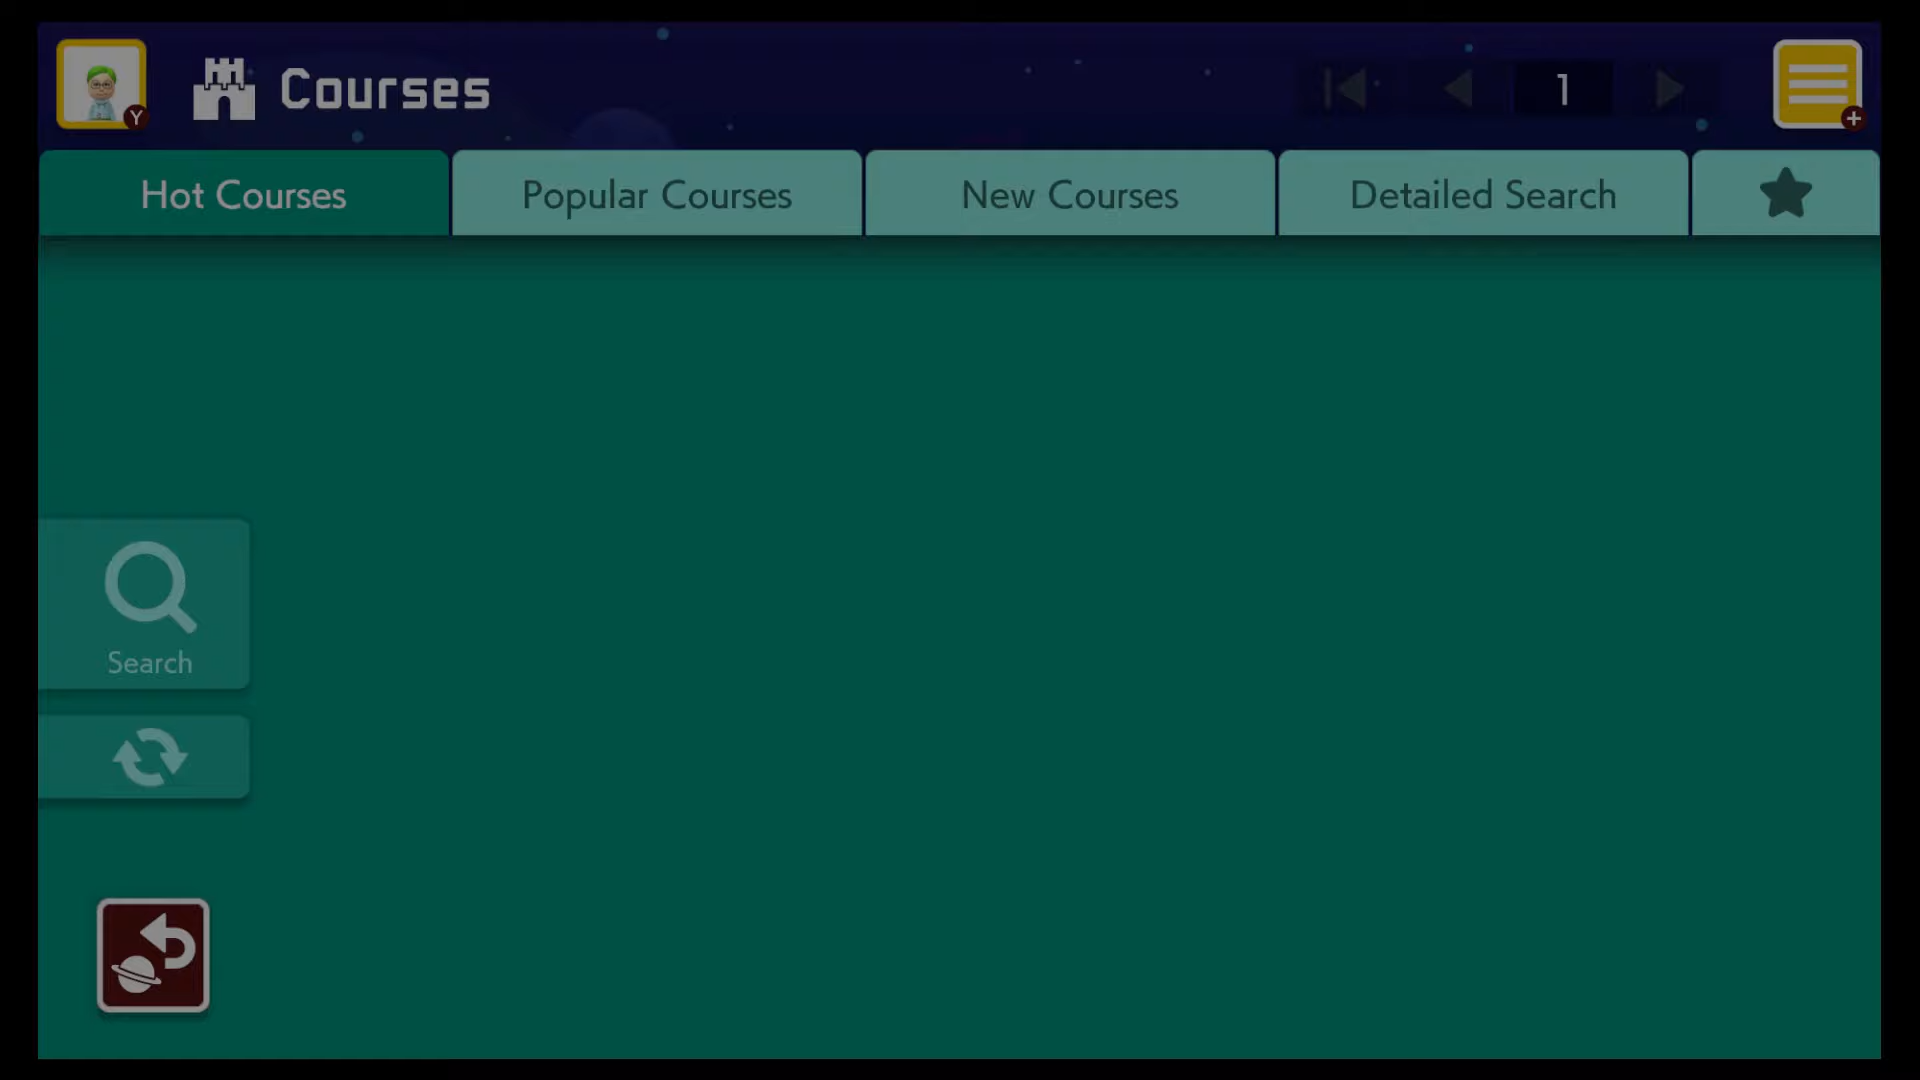 Y
Courses
1
+
Hot Courses
Popular Courses
New Courses
Detailed Search
Search